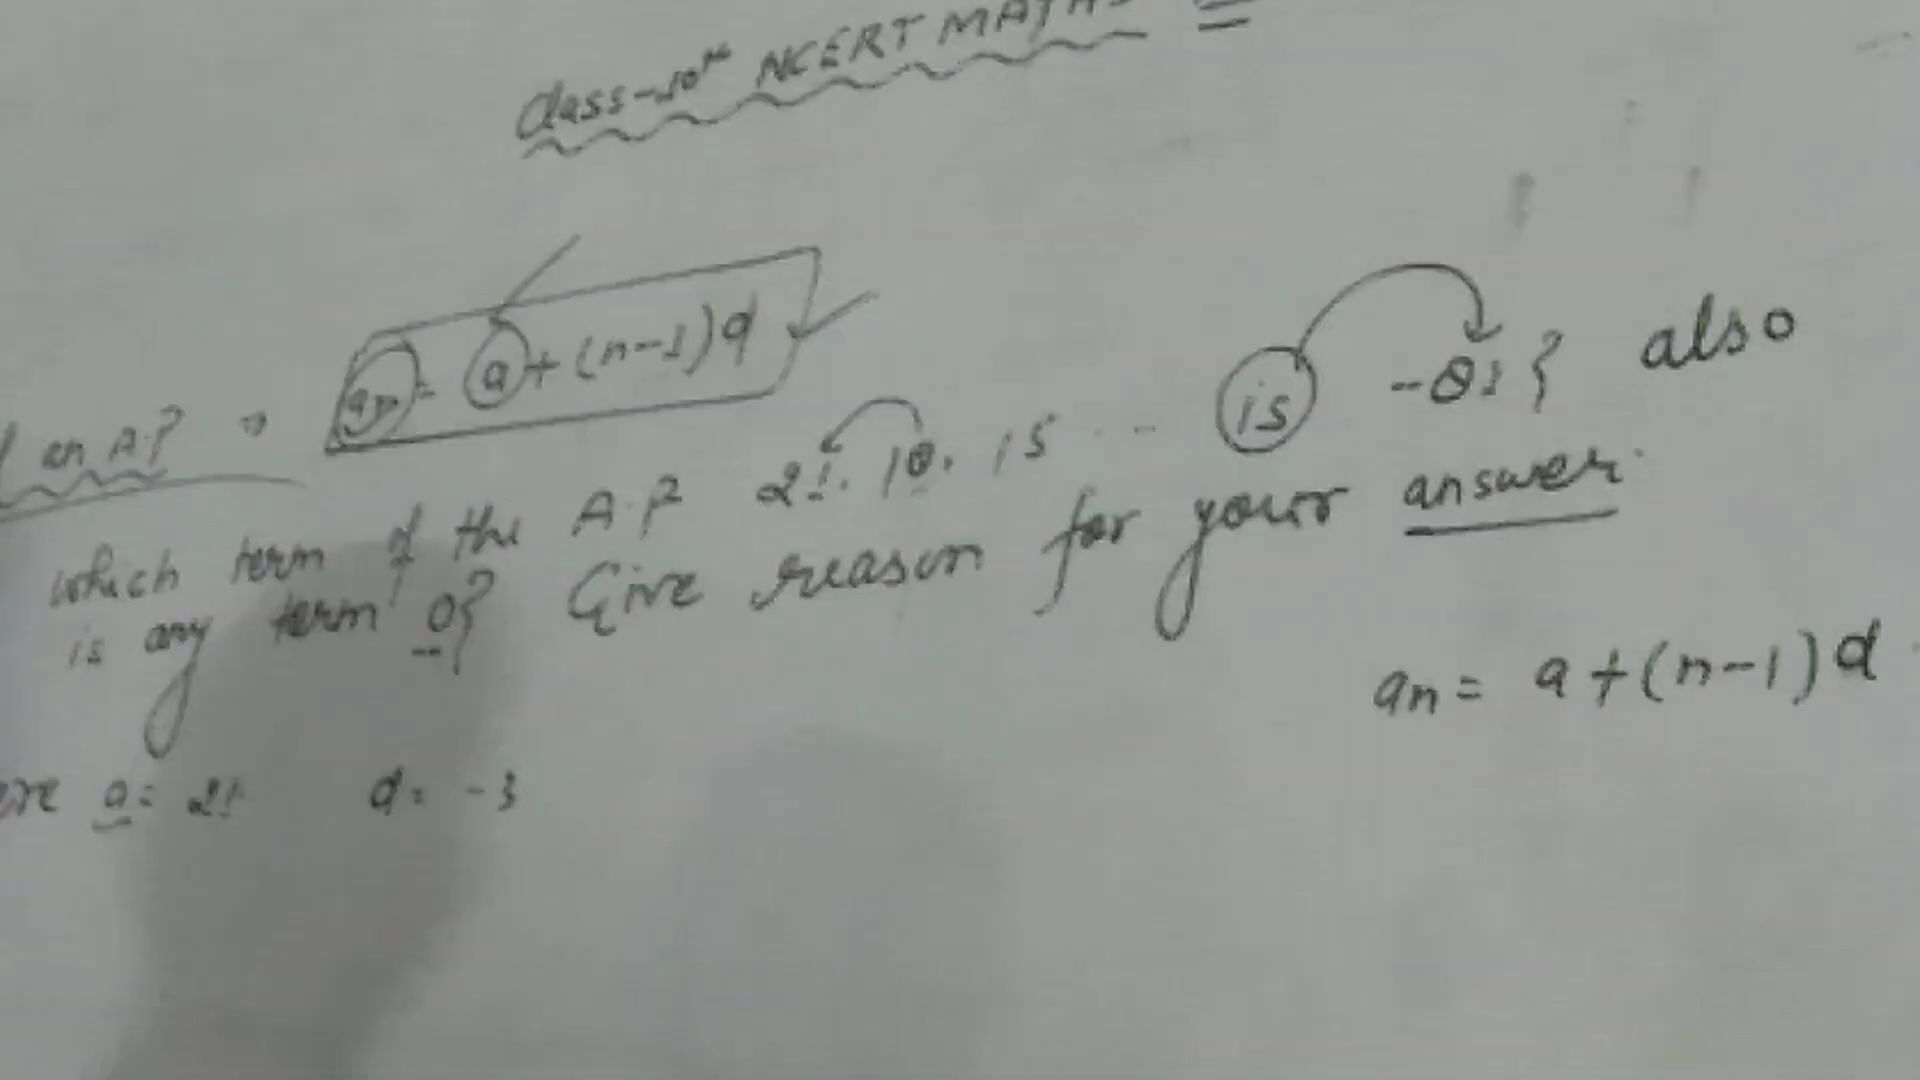 Class-10th NCERT MATHS
an A.P → an = a + (n-1)d
which term of the A.P 21. 18. 15 ... is -81? also
is any term 0? Give reason for your answer.
an = a + (n-1)d
a = 21 d = -3